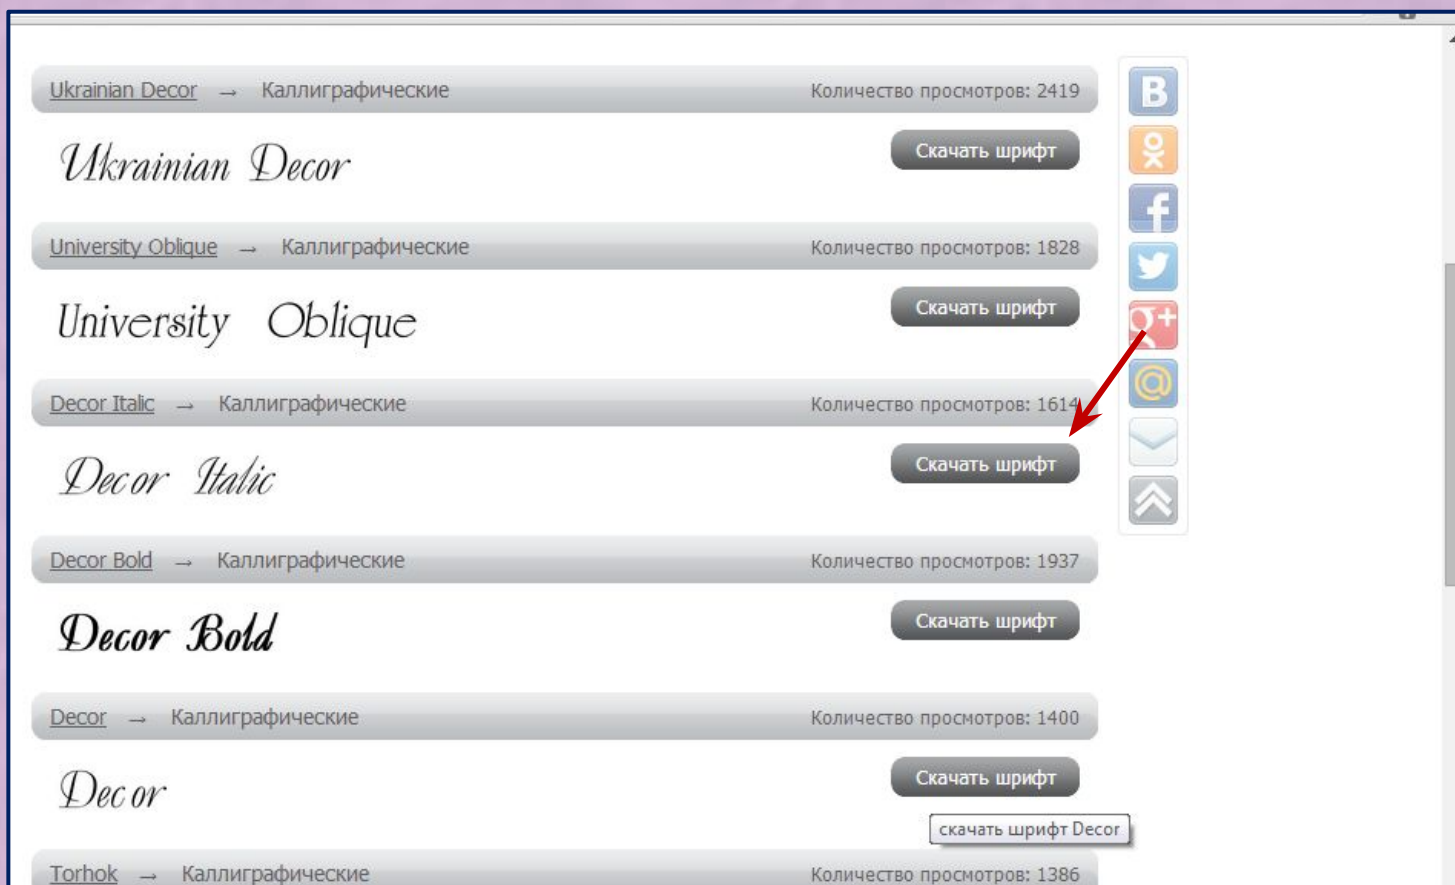 Ukrainian Decor → Каллиграфические Количество просмотров: 2419
Ukrainian Decor Скачать шрифт
University Oblique → Каллиграфические Количество просмотров: 1828
University Oblique Скачать шрифт
Decor Italic → Каллиграфические Количество просмотров: 1614
Decor Italic Скачать шрифт
Decor Bold → Каллиграфические Количество просмотров: 1937
Decor Bold Скачать шрифт
Decor → Каллиграфические Количество просмотров: 1400
Decor Скачать шрифт
скачать шрифт Decor
Torhok → Каллиграфические Количество просмотров: 1386